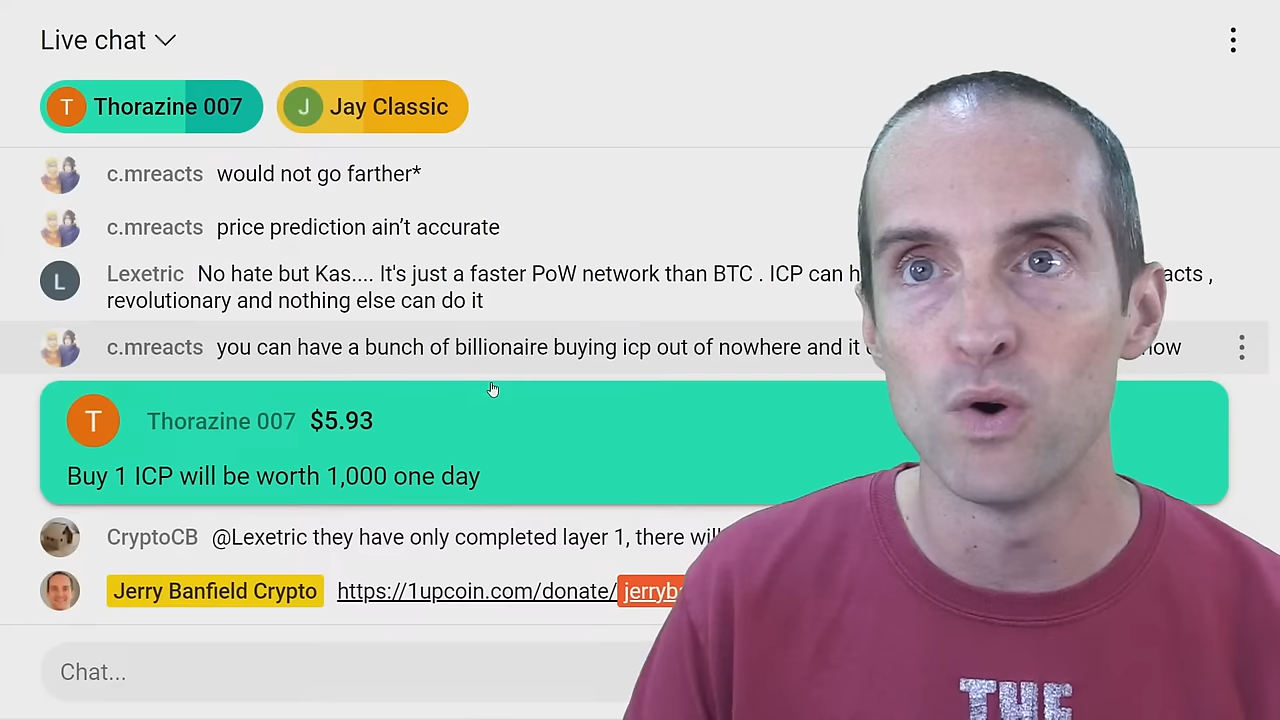 Live chat
T Thorazine 007 J Jay Classic
c.mreacts would not go farther*
c.mreacts price prediction ain’t accurate
L Lexetric No hate but Kas.... It's just a faster PoW network than BTC . ICP can acts ,
revolutionary and nothing else can do it
c.mreacts you can have a bunch of billionaire buying icp out of nowhere and it
T Thorazine 007 $5.93
Buy 1 ICP will be worth 1,000 one day
CryptoCB @Lexetric they have only completed layer 1, there will
Jerry Banfield Crypto https://1upcoin.com/donate/jerryb
Chat...
THE